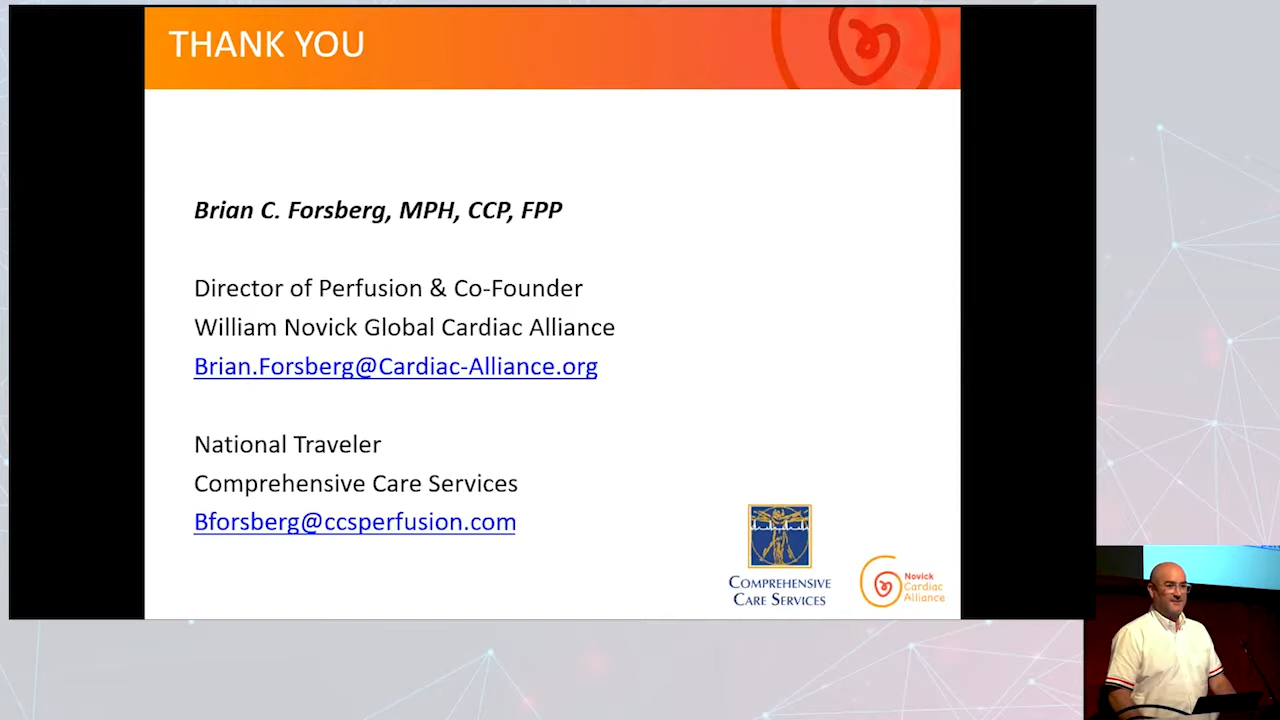 THANK YOU
Brian C. Forsberg, MPH, CCP, FPP
Director of Perfusion & Co-Founder
William Novick Global Cardiac Alliance
Brian.Forsberg@Cardiac-Alliance.org
National Traveler
Comprehensive Care Services
Bforsberg@ccsperfusion.com
COMPREHENSIVE
CARE SERVICES
Novick
Cardiac
Alliance